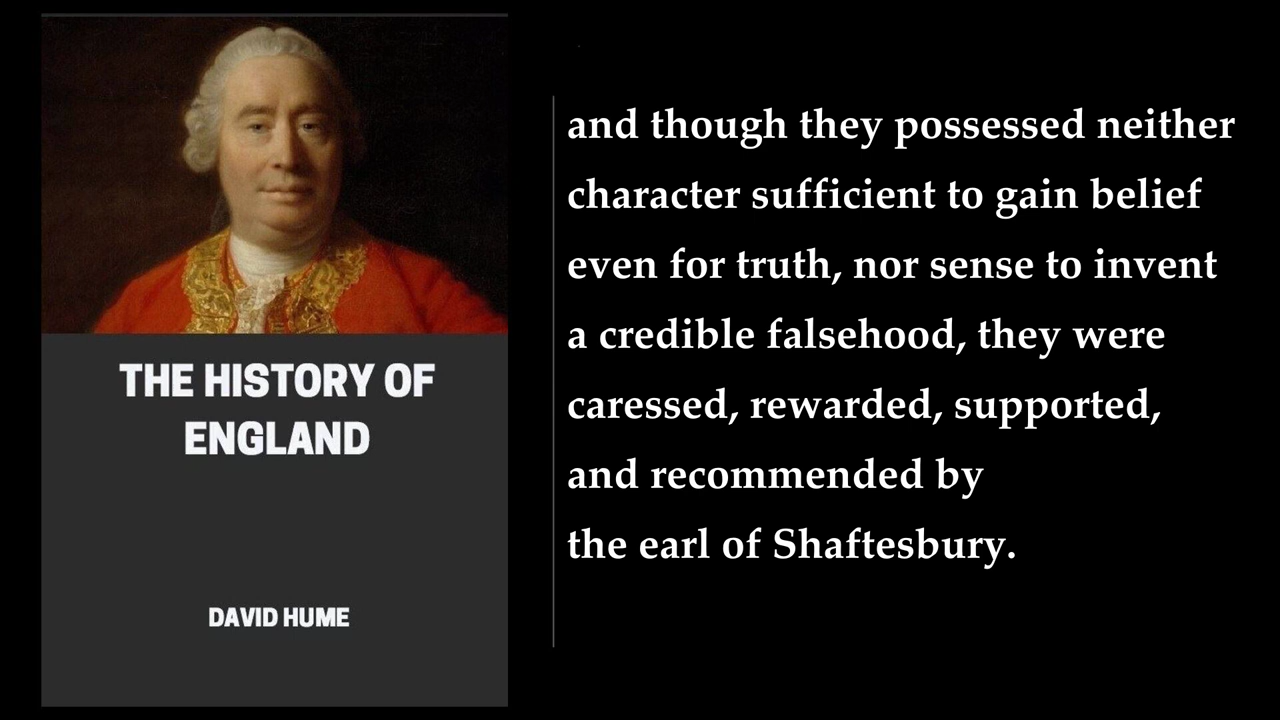 THE HISTORY OF
ENGLAND
DAVID HUME
and though they possessed neither
character sufficient to gain belief
even for truth, nor sense to invent
a credible falsehood, they were
caressed, rewarded, supported,
and recommended by
the earl of Shaftesbury.